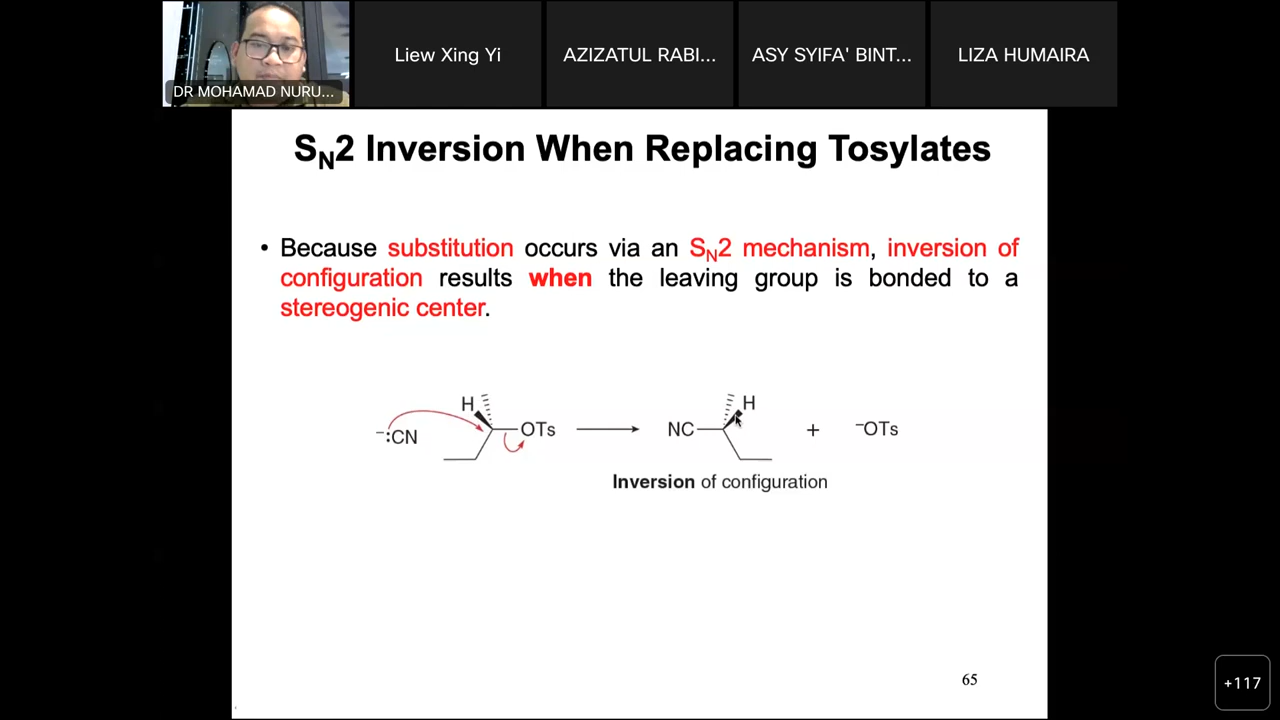 DR MOHAMAD NURU...
Liew Xing Yi
AZIZATUL RABI...
ASY SYIFA' BINT...
LIZA HUMAIRA
SN2 Inversion When Replacing Tosylates
• Because substitution occurs via an SN2 mechanism, inversion of
configuration results when the leaving group is bonded to a
stereogenic center.
H H
⁻:CN OTs NC + ⁻OTs
Inversion of configuration
65
+117